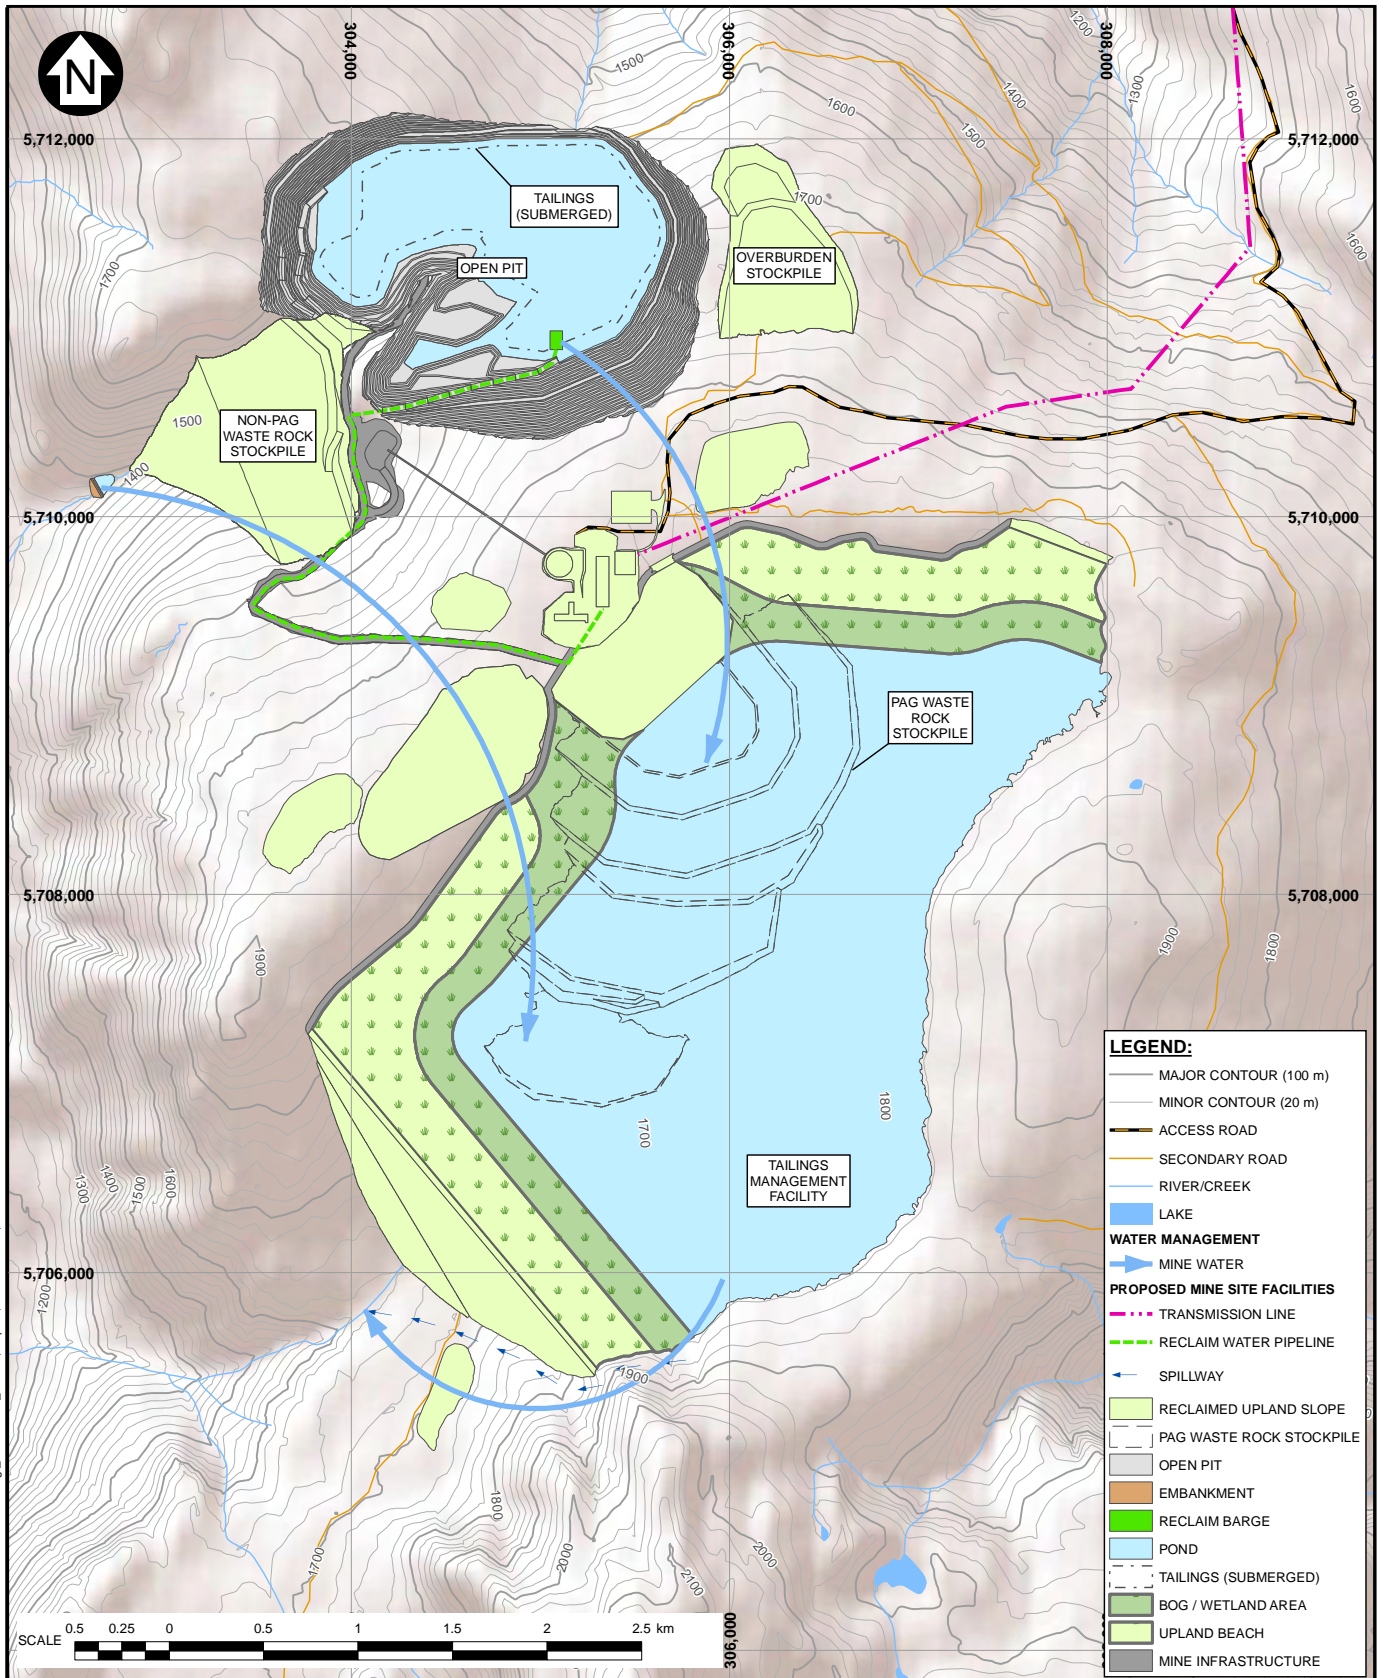 N
304,000
306,000
308,000
1200
1500
1400
1300
1600
1600
1500
5,712,000
5,712,000
TAILINGS
(SUBMERGED)
1700
1600
OPEN PIT
OVERBURDEN
STOCKPILE
1700
1500
NON-PAG
WASTE ROCK
STOCKPILE
1400
5,710,000
5,710,000
PAG WASTE
ROCK
STOCKPILE
5,708,000
5,708,000
1900
1900
1800
1800
1700
TAILINGS
MANAGEMENT
FACILITY
1300
1400
1500
1600
5,706,000
1200
1900
1800
1700
2000
2100
2000
LEGEND:
MAJOR CONTOUR (100 m)
MINOR CONTOUR (20 m)
ACCESS ROAD
SECONDARY ROAD
RIVER/CREEK
LAKE
WATER MANAGEMENT
MINE WATER
PROPOSED MINE SITE FACILITIES
TRANSMISSION LINE
RECLAIM WATER PIPELINE
SPILLWAY
RECLAIMED UPLAND SLOPE
PAG WASTE ROCK STOCKPILE
OPEN PIT
EMBANKMENT
RECLAIM BARGE
POND
TAILINGS (SUBMERGED)
BOG / WETLAND AREA
UPLAND BEACH
MINE INFRASTRUCTURE
SCALE 0.5 0.25 0 0.5 1 1.5 2 2.5 km
306,000